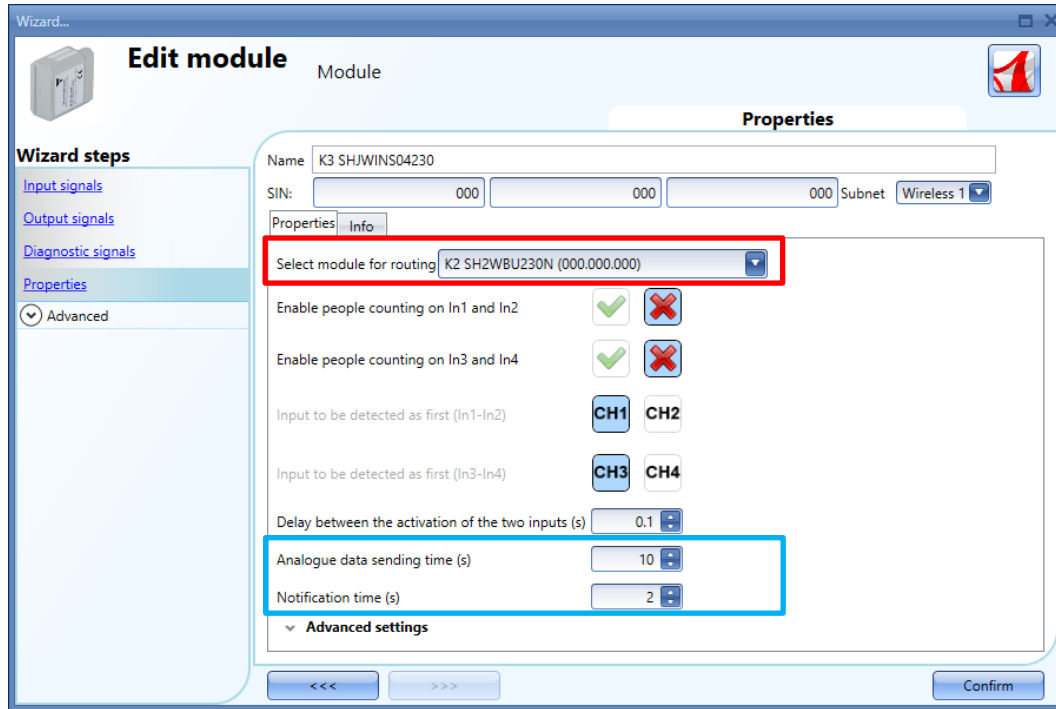 Wizard...
Edit module
Module
Properties
Wizard steps
Input signals
Output signals
Diagnostic signals
Properties
Advanced
Name K3 SHJWINS04230
SIN: 000 000 000 Subnet Wireless 1
Properties Info
Select module for routing K2 SH2WBU230N (000.000.000)
Enable people counting on In1 and In2
Enable people counting on In3 and In4
Input to be detected as first (In1-In2) CH1 CH2
Input to be detected as first (In3-In4) CH3 CH4
Delay between the activation of the two inputs (s) 0.1
Analogue data sending time (s) 10
Notification time (s) 2
Advanced settings
<<< >>> Confirm